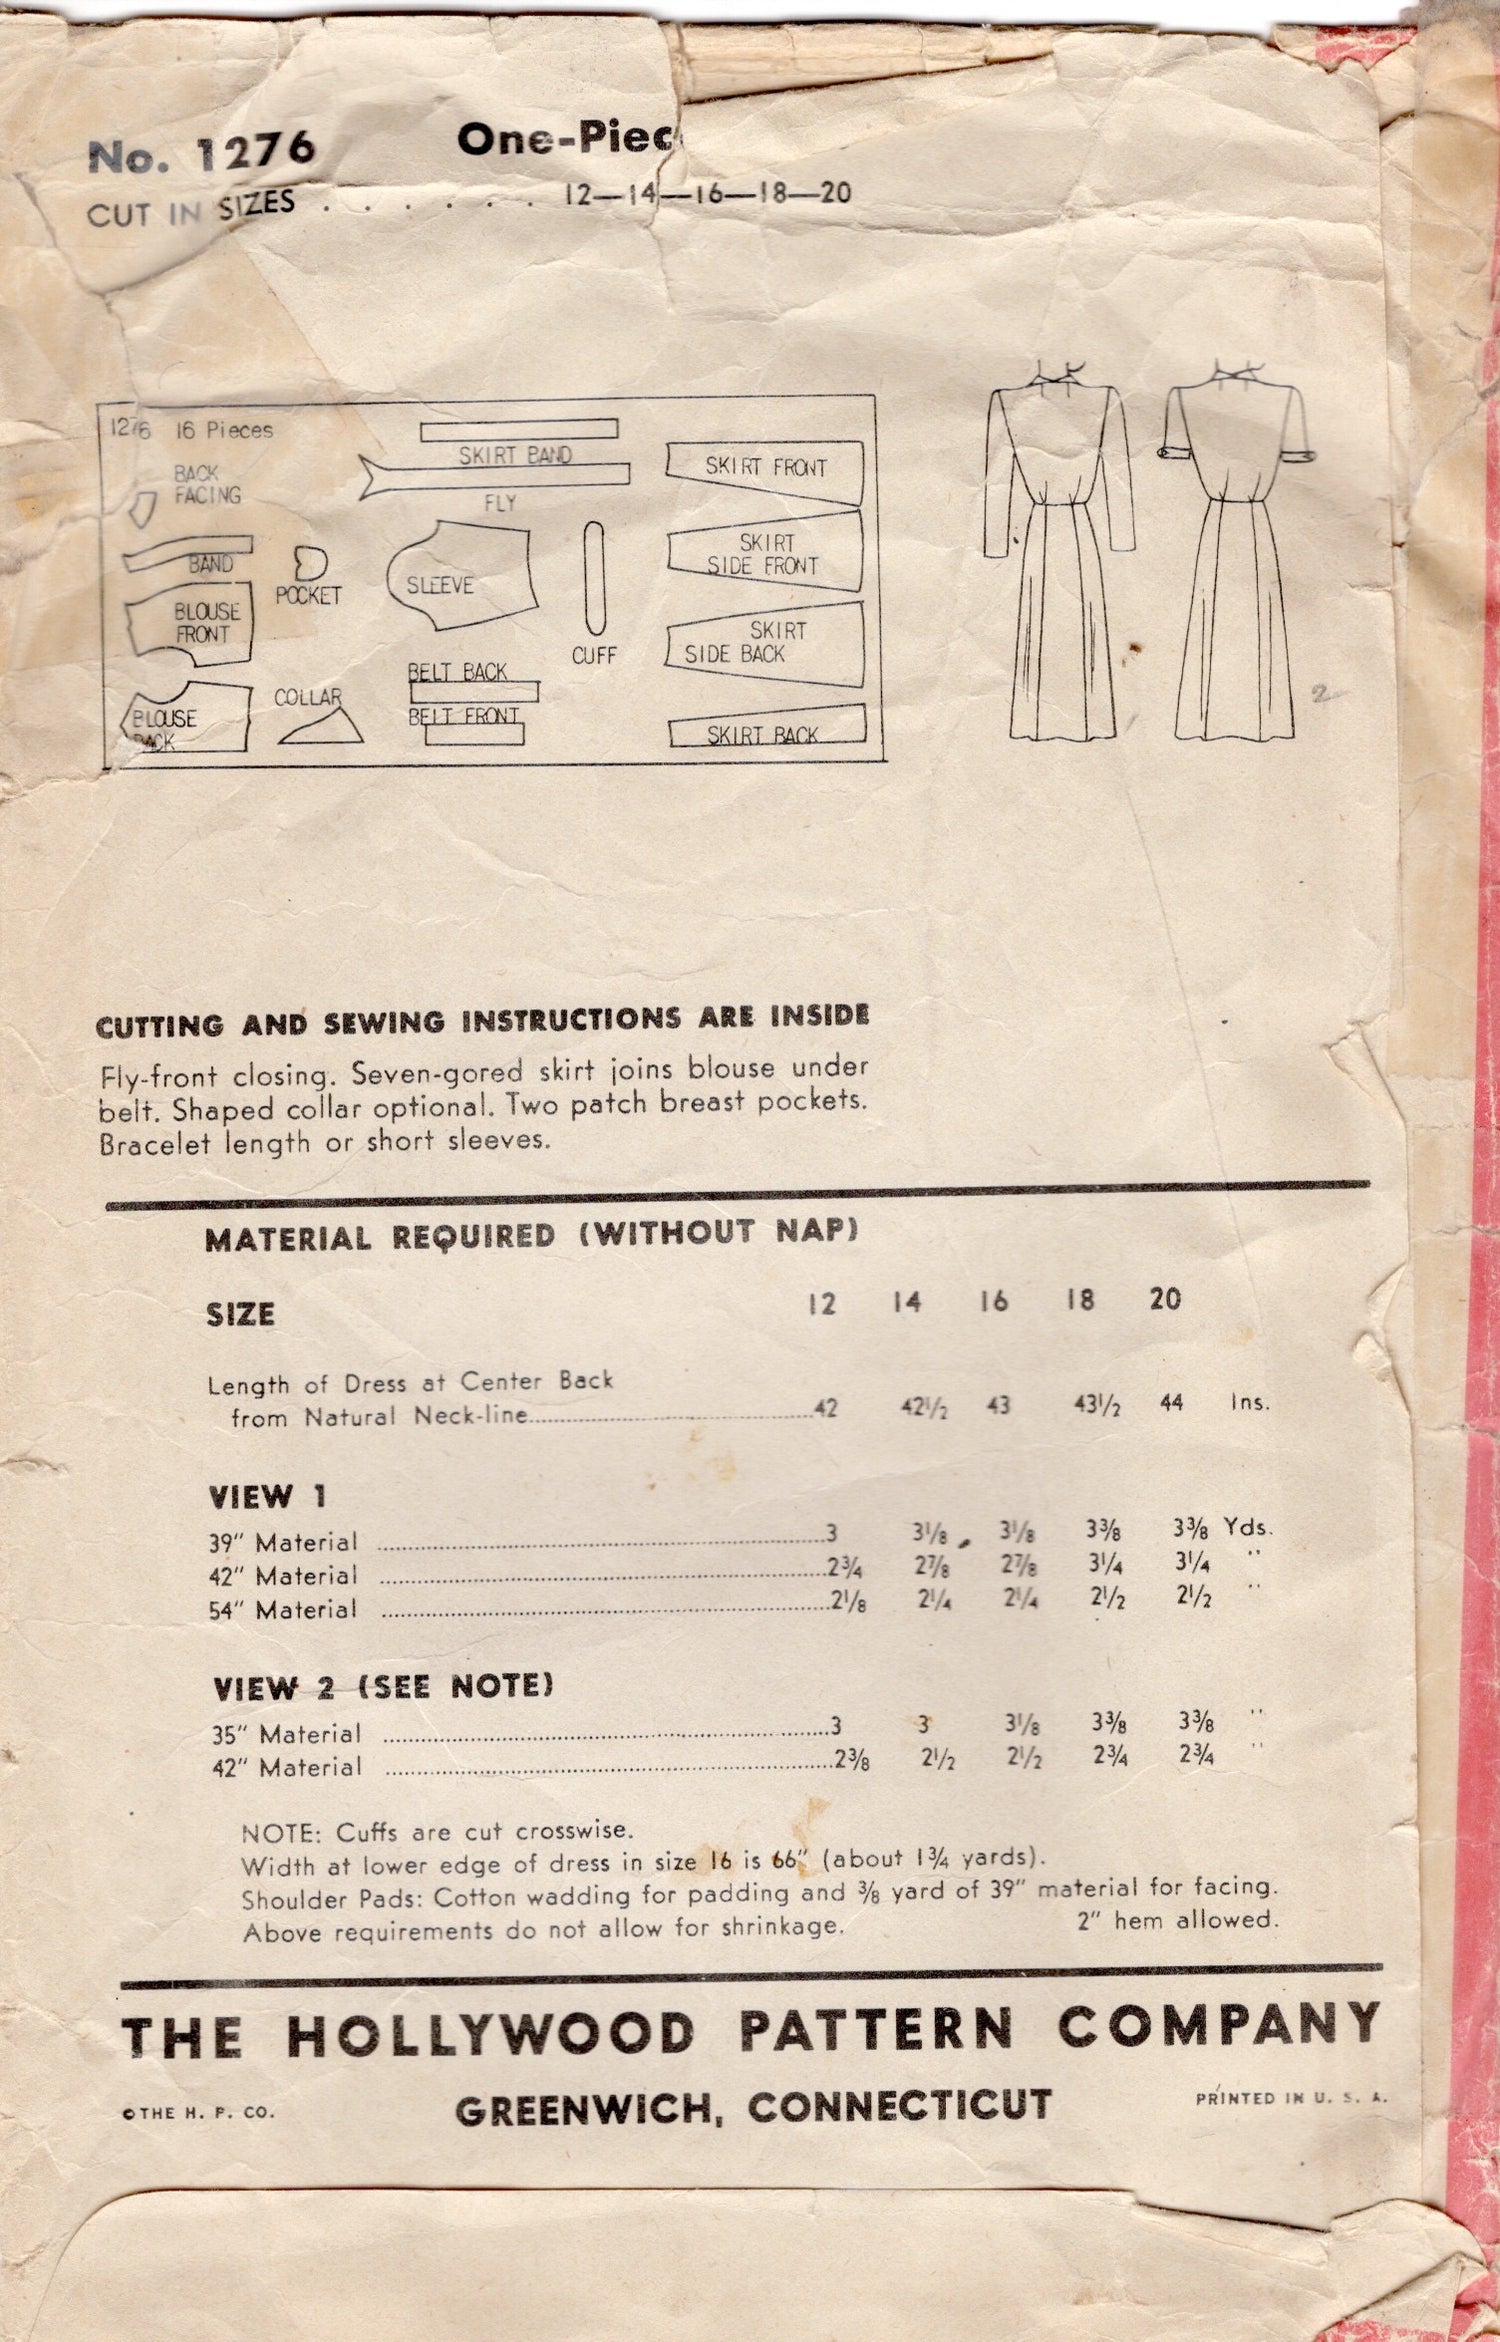 No. 1276 One-Piec
CUT IN SIZES . . . . . . 12—14—16—18—20
1276 16 Pieces
BACK
FACING
BAND
BLOUSE
FRONT
BLOUSE
BACK
POCKET
COLLAR
SKIRT BAND
FLY
SLEEVE
CUFF
BELT BACK
BELT FRONT
SKIRT FRONT
SKIRT
SIDE FRONT
SKIRT
SIDE BACK
SKIRT BACK
2
CUTTING AND SEWING INSTRUCTIONS ARE INSIDE
Fly-front closing. Seven-gored skirt joins blouse under
belt. Shaped collar optional. Two patch breast pockets.
Bracelet length or short sleeves.
MATERIAL REQUIRED (WITHOUT NAP)
SIZE 12 14 16 18 20
Length of Dress at Center Back
from Natural Neck-line 42 42½ 43 43½ 44 Ins.
VIEW 1
39" Material 3 3⅛ 3⅛ 3⅜ 3⅜ Yds.
42" Material 2¾ 2⅞ 2⅞ 3¼ 3¼ "
54" Material 2⅛ 2¼ 2¼ 2½ 2½ "
VIEW 2 (SEE NOTE)
35" Material 3 3 3⅛ 3⅜ 3⅜ "
42" Material 2⅜ 2½ 2½ 2¾ 2¾ "
NOTE: Cuffs are cut crosswise.
Width at lower edge of dress in size 16 is 66" (about 1¾ yards).
Shoulder Pads: Cotton wadding for padding and ⅜ yard of 39" material for facing.
Above requirements do not allow for shrinkage. 2" hem allowed.
THE HOLLYWOOD PATTERN COMPANY
©THE H. P. CO. GREENWICH, CONNECTICUT PRINTED IN U. S. A.